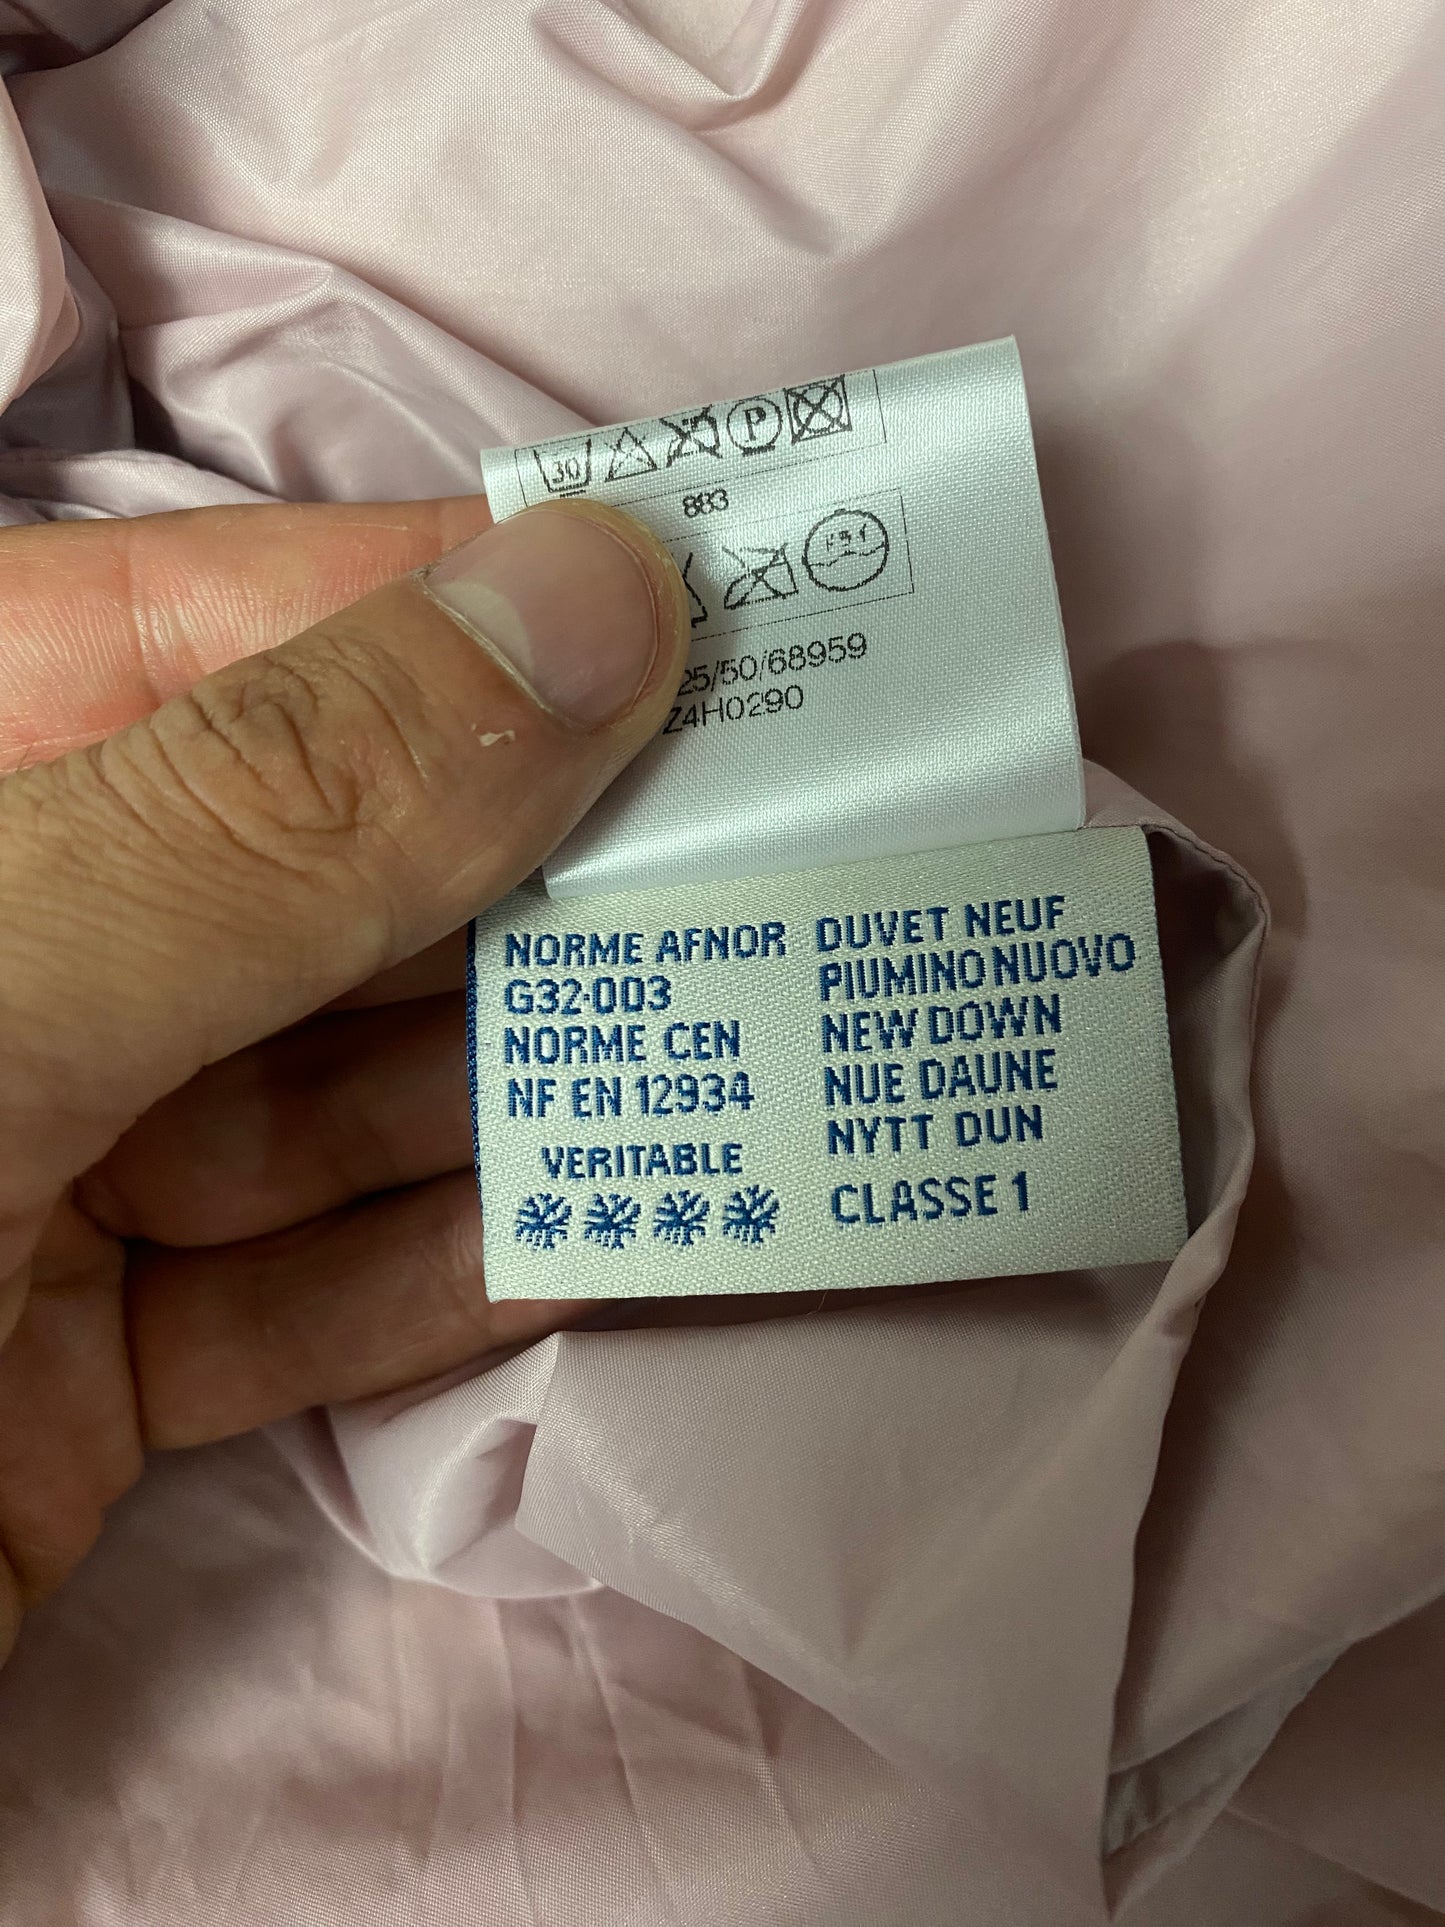 30
P
883
25/50/68959
Z4H0290
NORME AFNOR
G32-003
NORME CEN
NF EN 12934
VERITABLE
DUVET NEUF
PIUMINO NUOVO
NEW DOWN
NUE DAUNE
NYTT DUN
CLASSE 1